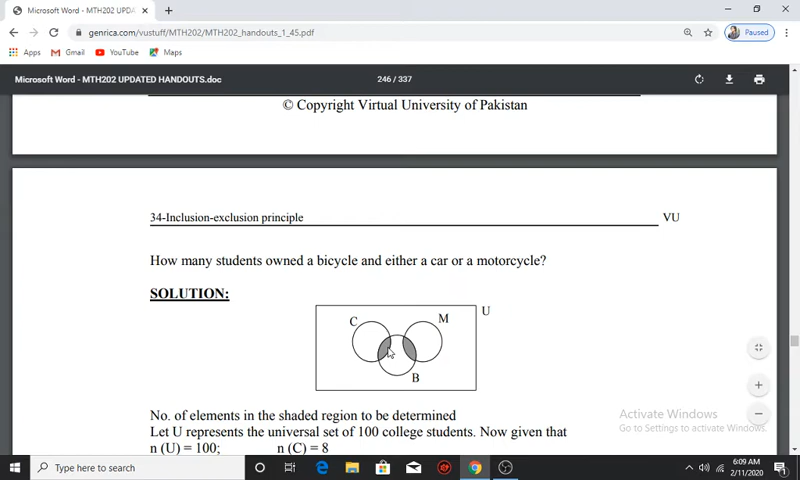 Microsoft Word - MTH202 UPDAT
genrica.com/vustuff/MTH202/MTH202_handouts_1_45.pdf
Paused
Apps
Gmail
YouTube
Maps
Microsoft Word - MTH202 UPDATED HANDOUTS.doc
246 / 337
© Copyright Virtual University of Pakistan
34-Inclusion-exclusion principle VU
How many students owned a bicycle and either a car or a motorcycle?
SOLUTION:
U
C M
B
No. of elements in the shaded region to be determined
Let U represents the universal set of 100 college students. Now given that
n (U) = 100; n (C) = 8
Activate Windows
Go to Settings to activate Windows.
Type here to search
6:09 AM
2/11/2020